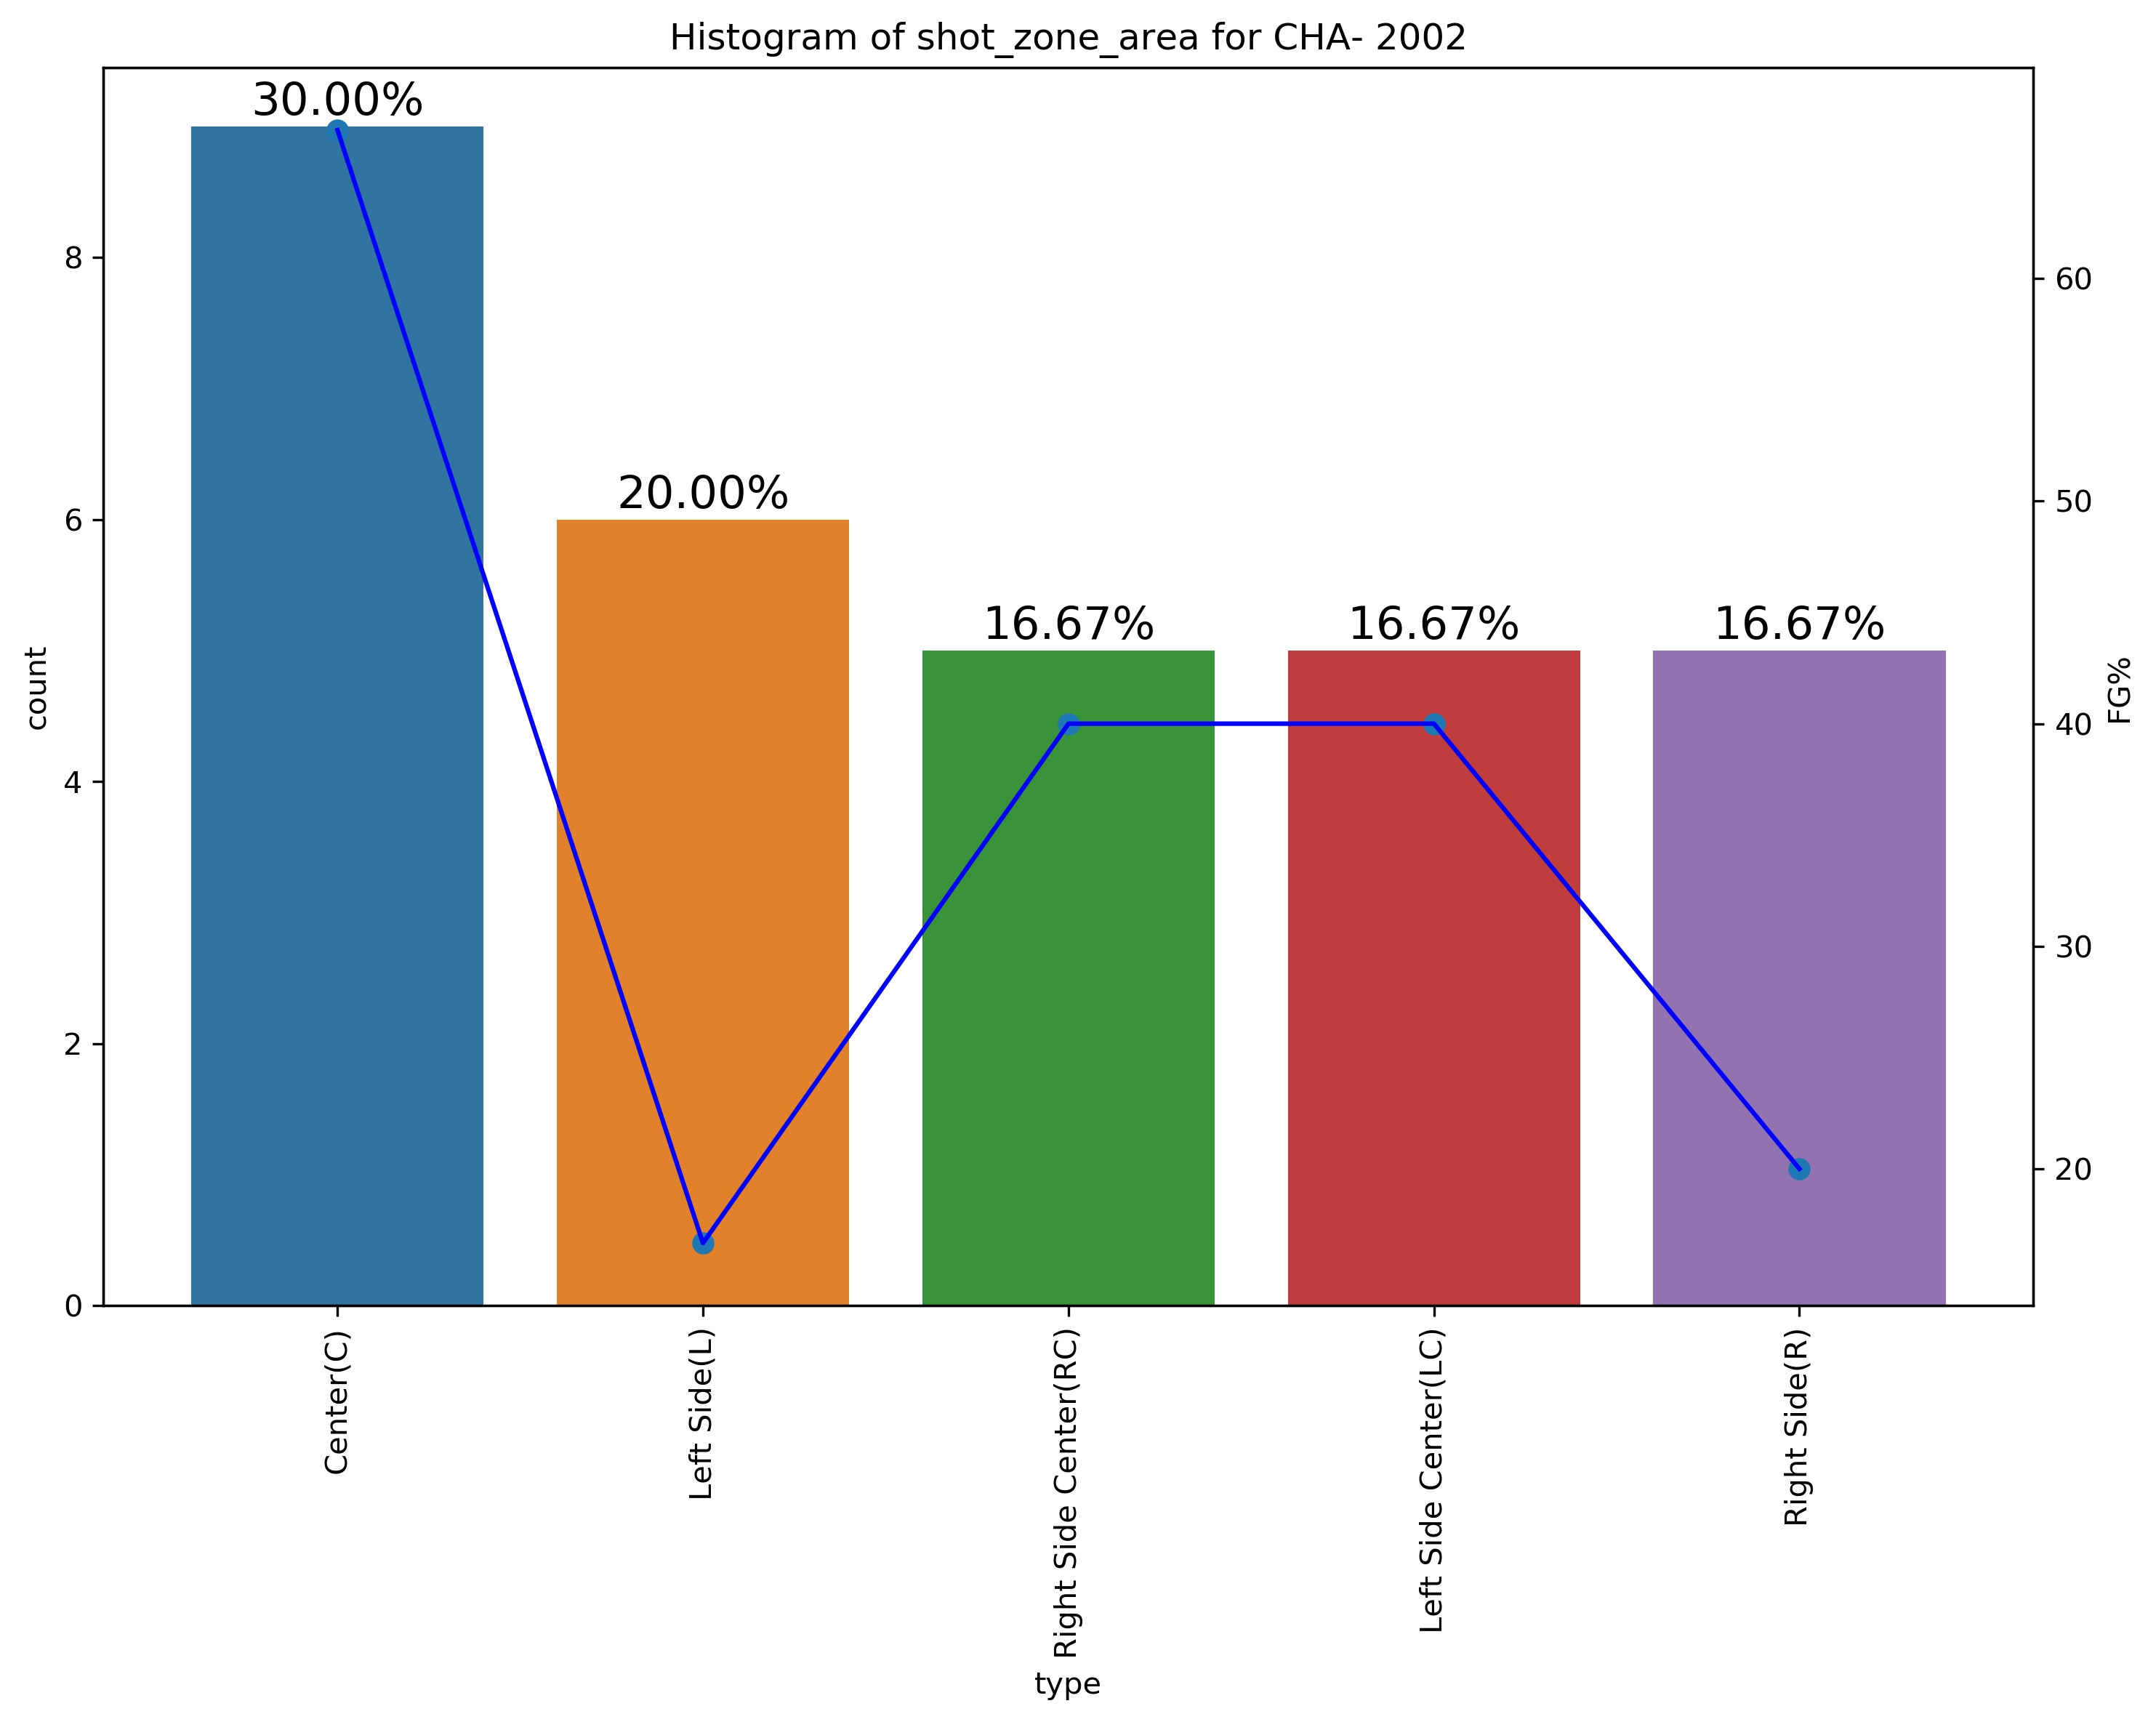 Histogram of shot_zone_area for CHA- 2002
30.00%
20.00%
16.67%
16.67%
16.67%
8
6
4
2
0
count
60
50
40
30
20
FG%
Center(C)
Left Side(L)
Right Side Center(RC)
Left Side Center(LC)
Right Side(R)
type